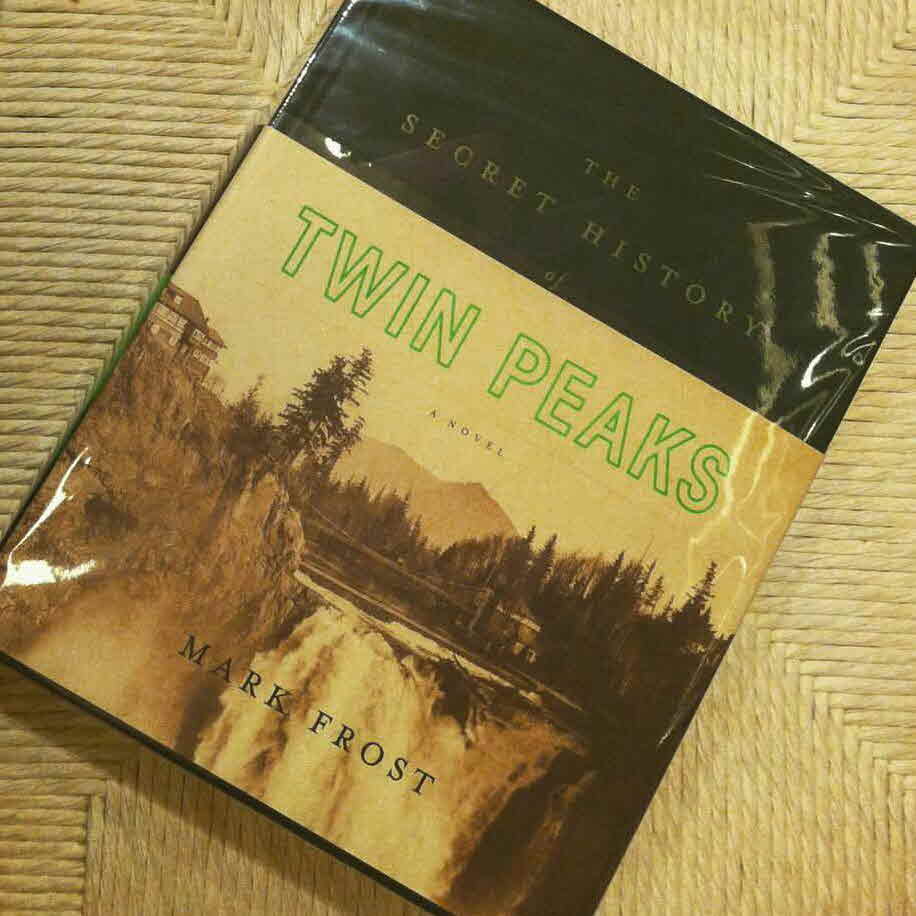 THE
SECRET HISTORY
of
TWIN PEAKS
A NOVEL
MARK FROST